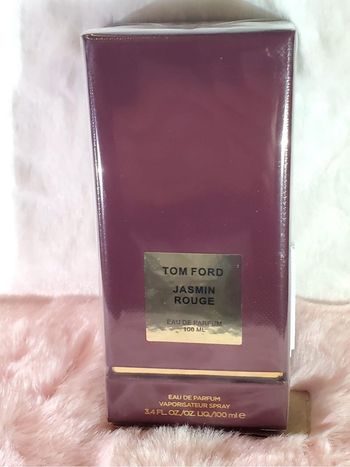 TOM FORD
JASMIN
ROUGE
EAU DE PARFUM
100 ML
EAU DE PARFUM
VAPORISATEUR SPRAY
3.4 FL. OZ./OZ. LIQ./100 ml e